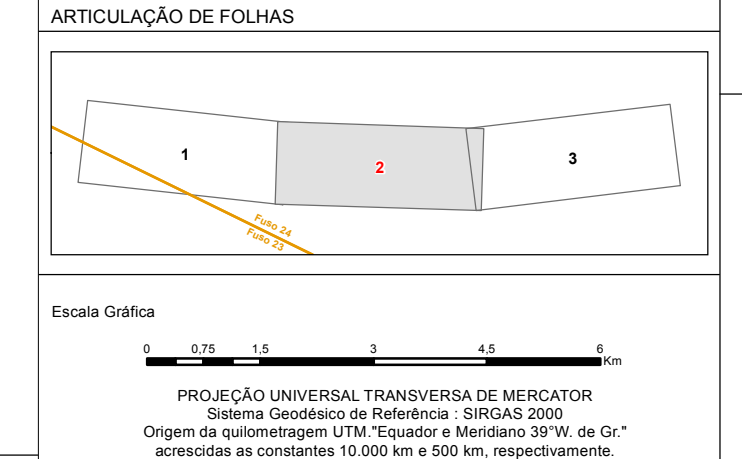 ARTICULAÇÃO DE FOLHAS
1
2
3
Fuso 24
Fuso 23
Escala Gráfica
0 0,75 1,5 3 4,5 6
Km
PROJEÇÃO UNIVERSAL TRANSVERSA DE MERCATOR
Sistema Geodésico de Referência : SIRGAS 2000
Origem da quilometragem UTM."Equador e Meridiano 39°W. de Gr."
acrescidas as constantes 10.000 km e 500 km, respectivamente.